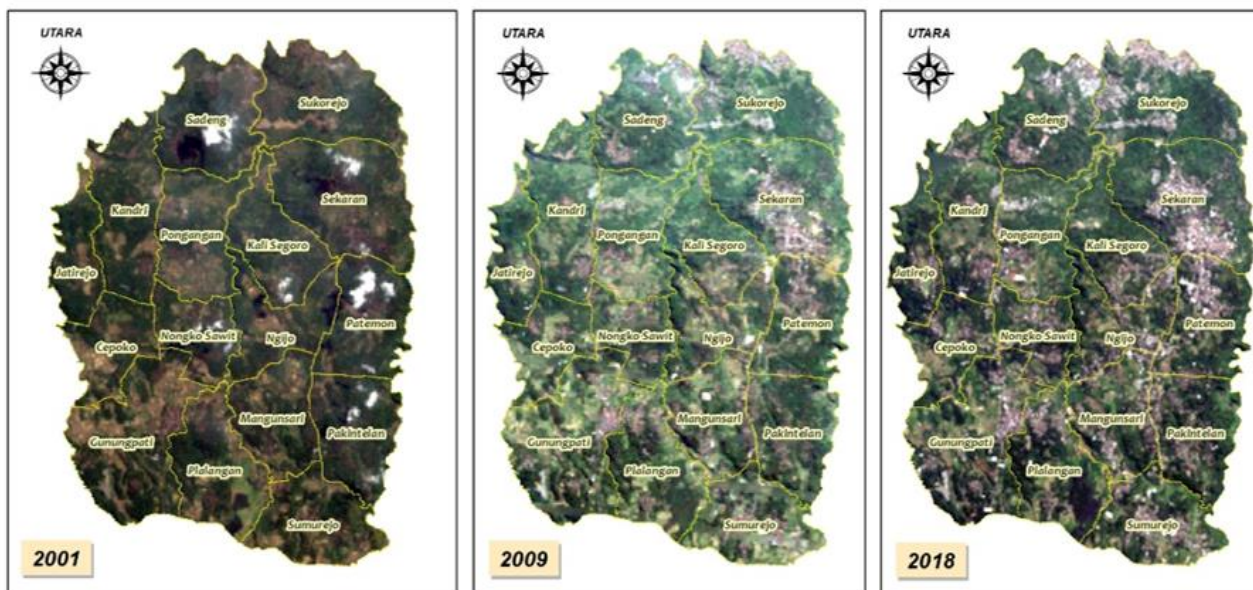 UTARA
Sukorejo
Sadeng
Sekaran
Kandri
Pongangan
Kali Segoro
Jatirejo
Patemon
Nongko Sawit
Ngijo
Cepoko
Mangunsari
Gunungpati
Pakintelan
Plalangan
Sumurejo
2001
UTARA
Sukorejo
Sadeng
Sekaran
Kandri
Pongangan
Kali Segoro
Jatirejo
Patemon
Nongko Sawit
Ngijo
Cepoko
Mangunsari
Gunungpati
Pakintelan
Plalangan
Sumurejo
2009
UTARA
Sukorejo
Sadeng
Sekaran
Kandri
Pongangan
Kali Segoro
Jatirejo
Patemon
Nongko Sawit
Ngijo
Cepoko
Mangunsari
Gunungpati
Pakintelan
Plalangan
Sumurejo
2018